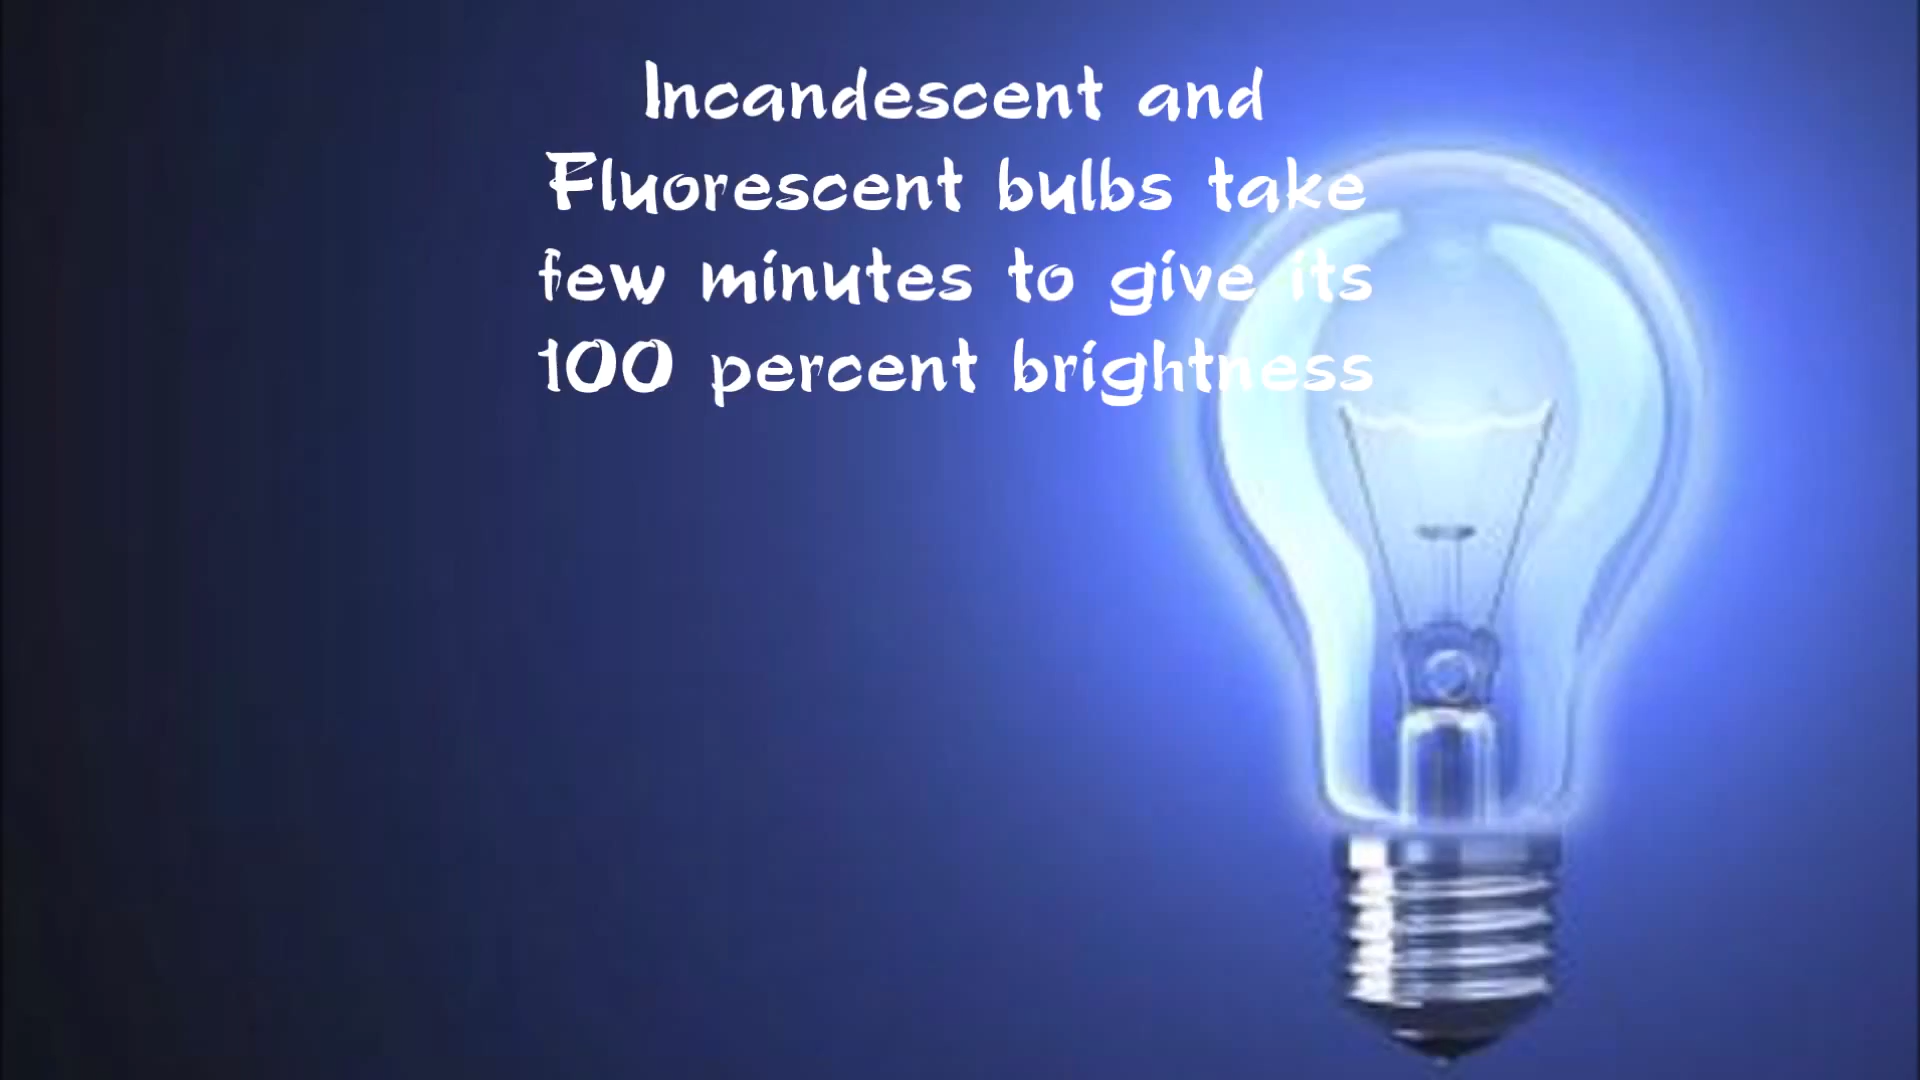 Incandescent and
Fluorescent bulbs take
few minutes to give its
100 percent brightness